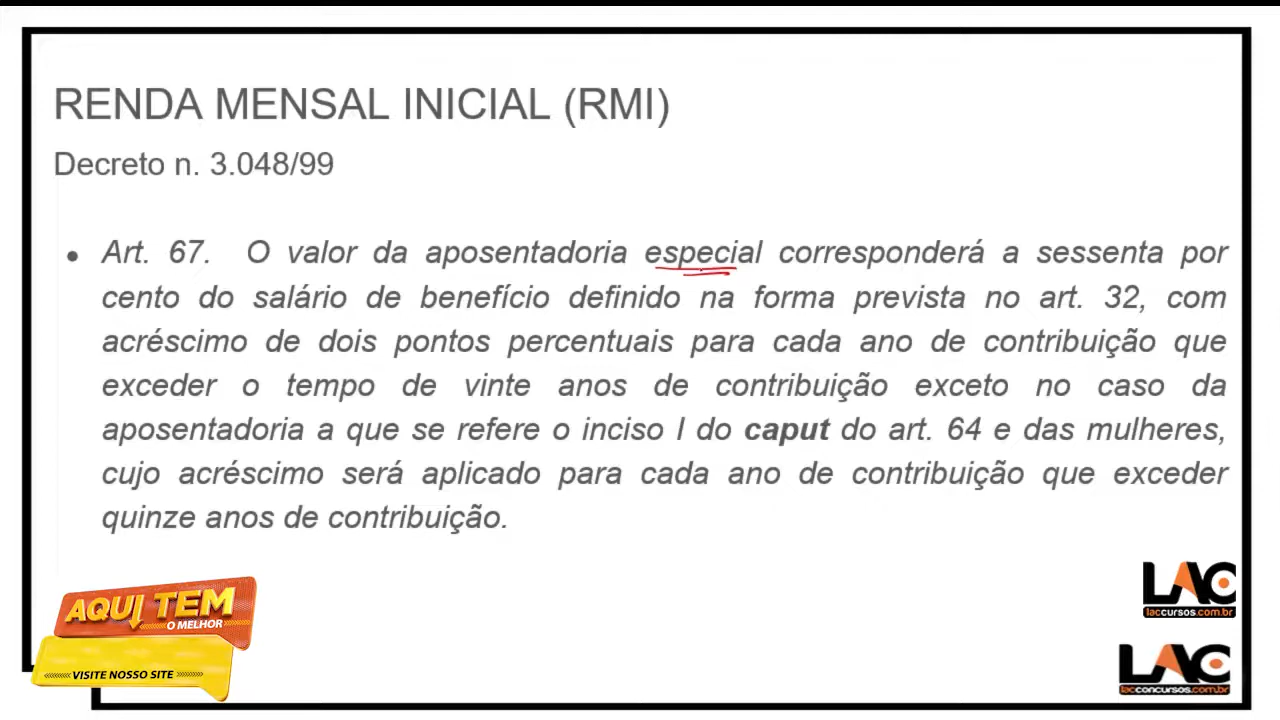 RENDA MENSAL INICIAL (RMI)
Decreto n. 3.048/99
• Art. 67. O valor da aposentadoria especial corresponderá a sessenta por
cento do salário de benefício definido na forma prevista no art. 32, com
acréscimo de dois pontos percentuais para cada ano de contribuição que
exceder o tempo de vinte anos de contribuição exceto no caso da
aposentadoria a que se refere o inciso I do caput do art. 64 e das mulheres,
cujo acréscimo será aplicado para cada ano de contribuição que exceder
quinze anos de contribuição.
AQUI TEM
O MELHOR
VISITE NOSSO SITE
LAC
laccursos.com.br
LAC
lacconcursos.com.br